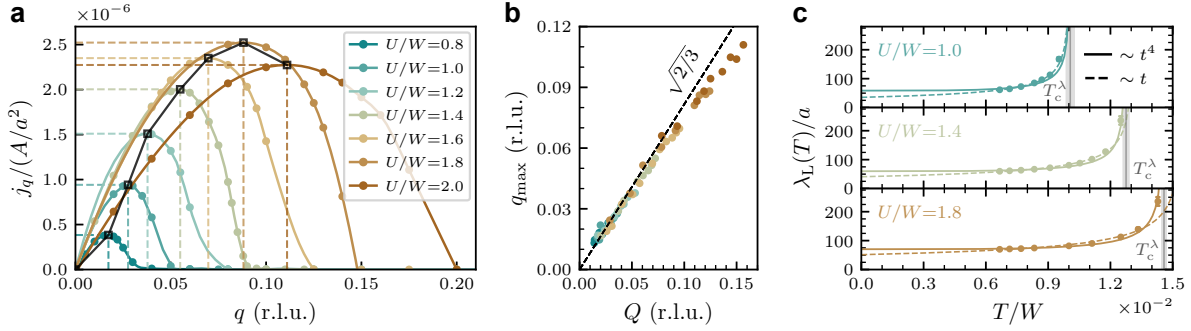 a
×10⁻⁶
j_q/(A/a²)
2.5
2.0
1.5
1.0
0.5
0.0
0.00
0.05
0.10
0.15
0.20
q (r.l.u.)
U/W=0.8
U/W=1.0
U/W=1.2
U/W=1.4
U/W=1.6
U/W=1.8
U/W=2.0
b
q_max (r.l.u.)
0.12
0.09
0.06
0.03
0.00
0.00
0.05
0.10
0.15
Q (r.l.u.)
√2/3
c
λ_L(T)/a
U/W=1.0
200
100
0
T_c^λ
∼ t⁴
∼ t
U/W=1.4
200
100
0
T_c^λ
U/W=1.8
200
100
0
T_c^λ
0.0
0.3
0.6
0.9
1.2
1.5
×10⁻²
T/W